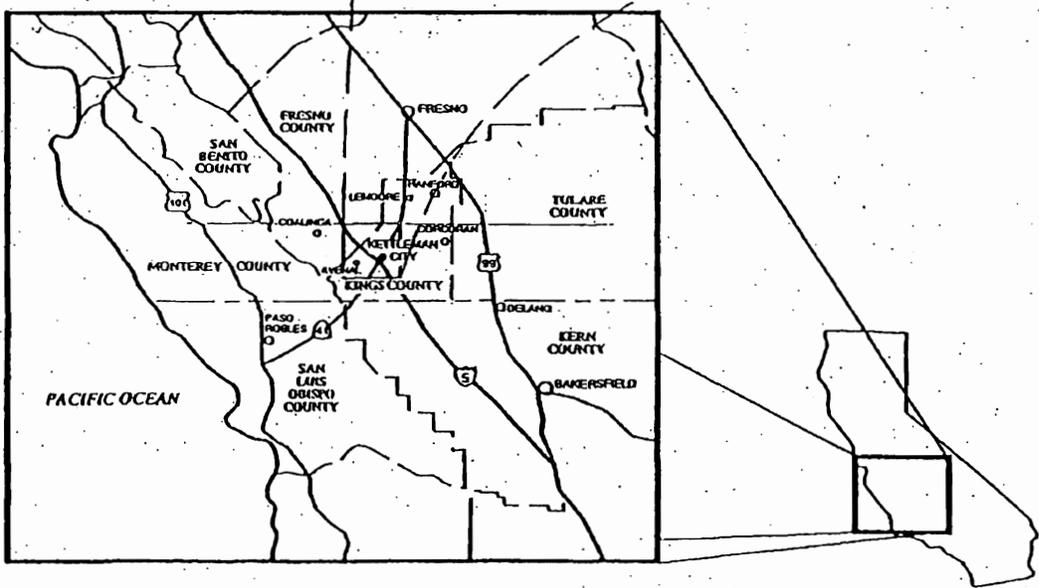 FRESNO
FRESNO
COUNTY
SAN
BENITO
COUNTY
HANFORD
LEMOORE
101
TULARE
COUNTY
COALINGA
CORCORAN
KETTLEMAN
CITY
99
MONTEREY COUNTY
AVENAL
KINGS COUNTY
DELANO
PASO
ROBLES
41
KERN
COUNTY
SAN
LUIS
OBISPO
COUNTY
5
BAKERSFIELD
PACIFIC OCEAN